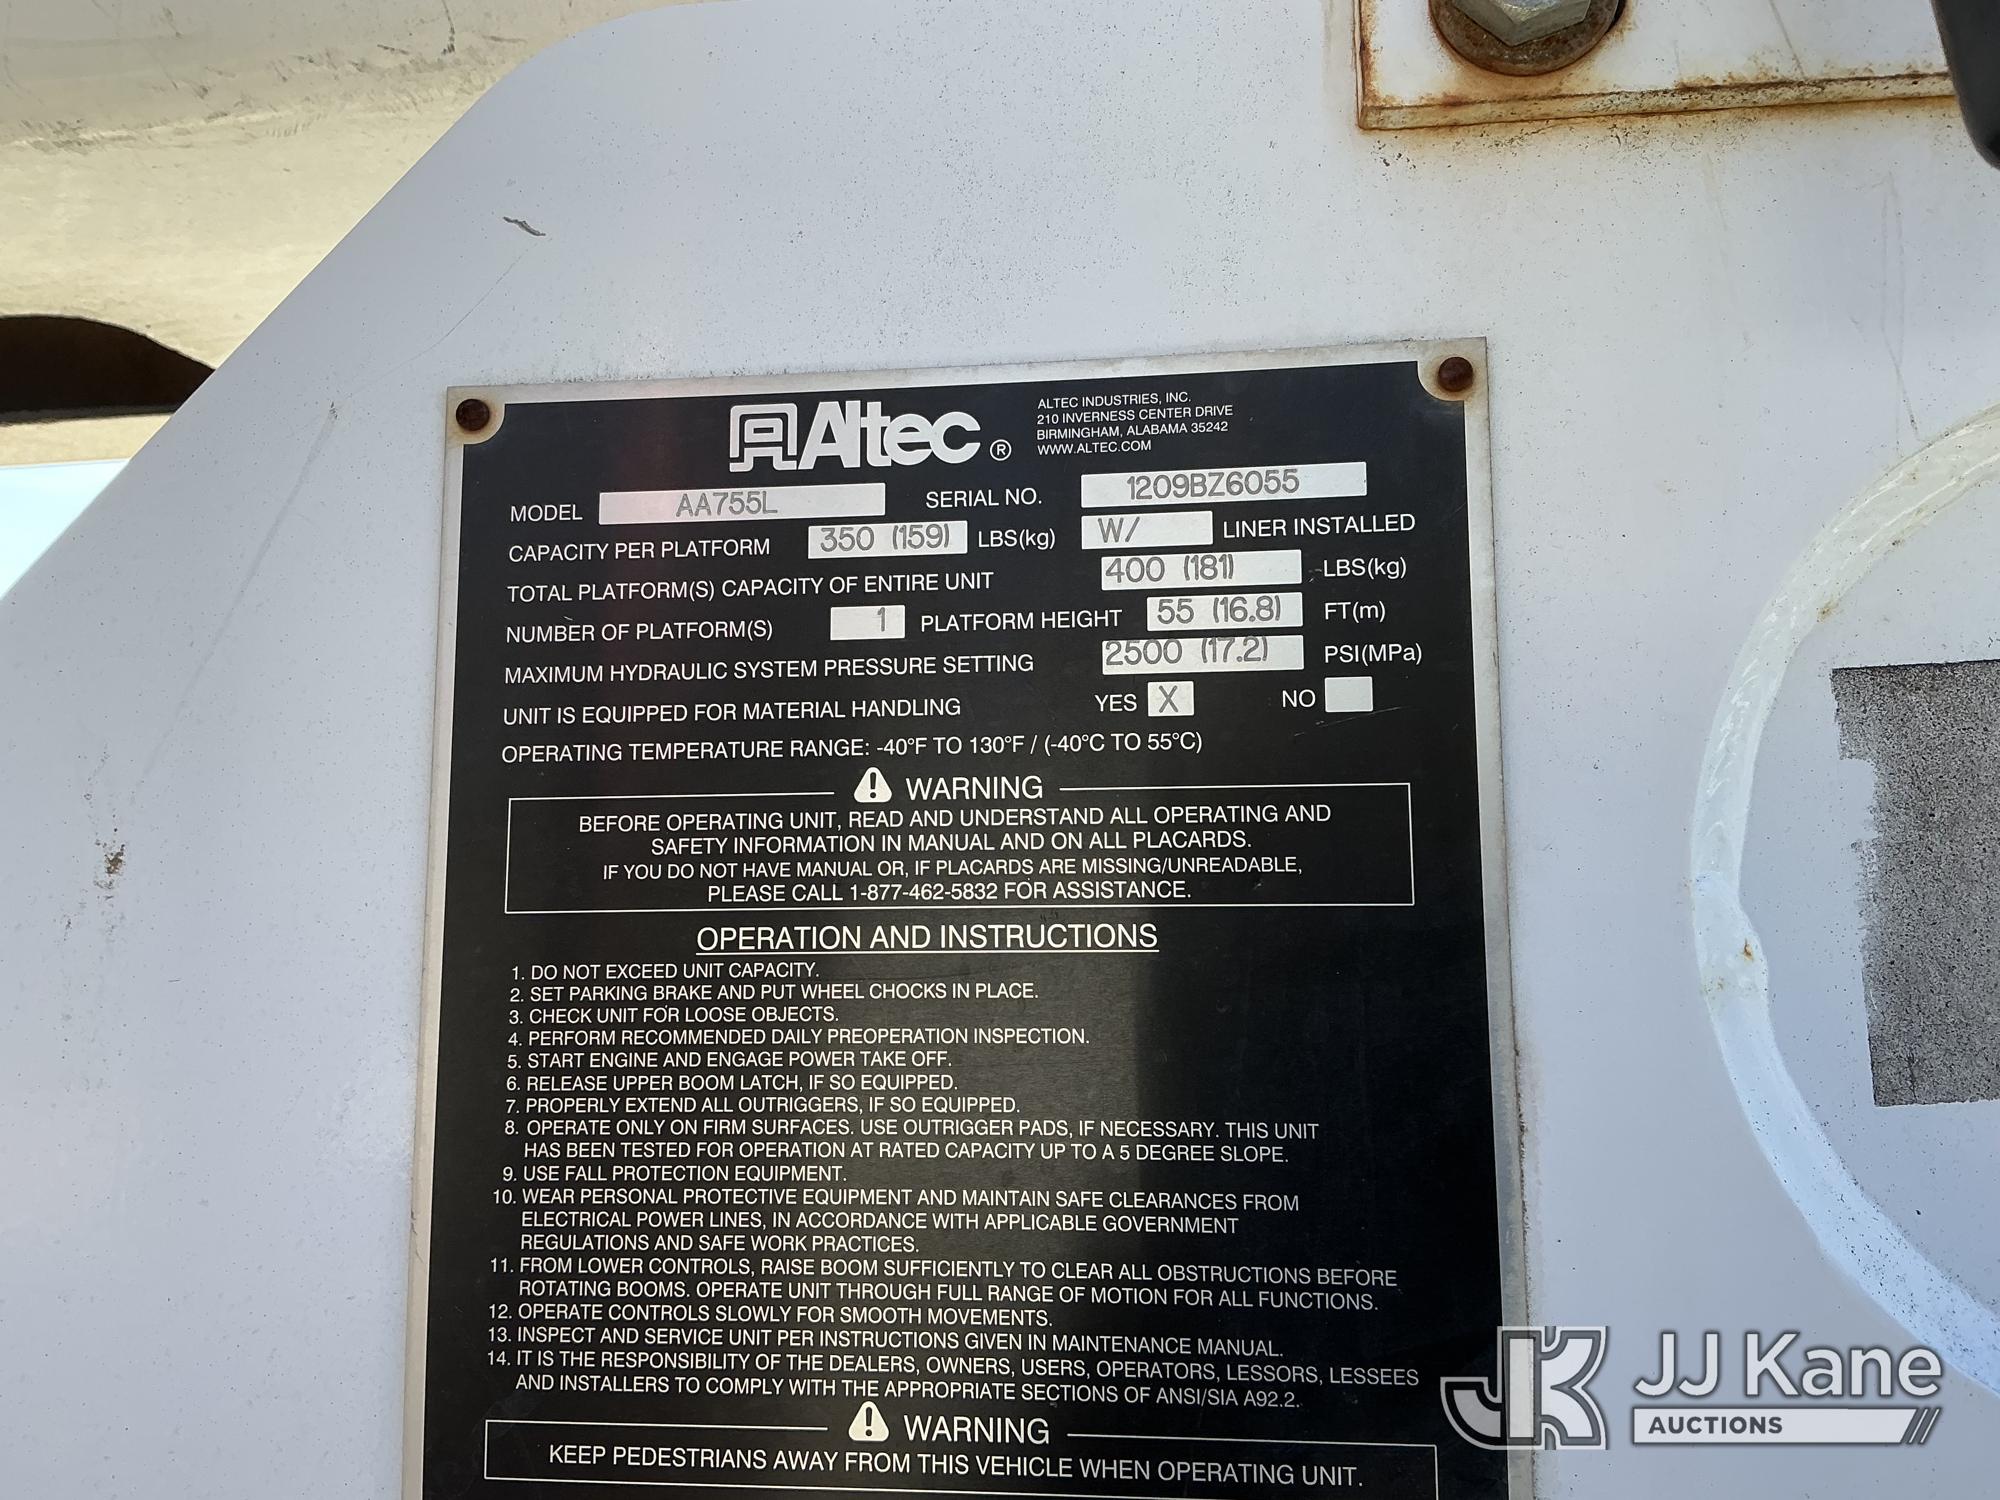 Altec ®
ALTEC INDUSTRIES, INC.
210 INVERNESS CENTER DRIVE
BIRMINGHAM, ALABAMA 35242
WWW.ALTEC.COM
MODEL AA755L SERIAL NO. 1209BZ6055
CAPACITY PER PLATFORM 350 (159) LBS(kg) W/ LINER INSTALLED
TOTAL PLATFORM(S) CAPACITY OF ENTIRE UNIT 400 (181) LBS(kg)
NUMBER OF PLATFORM(S) 1 PLATFORM HEIGHT 55 (16.8) FT(m)
MAXIMUM HYDRAULIC SYSTEM PRESSURE SETTING 2500 (17.2) PSI(MPa)
UNIT IS EQUIPPED FOR MATERIAL HANDLING YES X NO
OPERATING TEMPERATURE RANGE: -40°F TO 130°F / (-40°C TO 55°C)
WARNING
BEFORE OPERATING UNIT, READ AND UNDERSTAND ALL OPERATING AND
SAFETY INFORMATION IN MANUAL AND ON ALL PLACARDS.
IF YOU DO NOT HAVE MANUAL OR, IF PLACARDS ARE MISSING/UNREADABLE,
PLEASE CALL 1-877-462-5832 FOR ASSISTANCE.
OPERATION AND INSTRUCTIONS
1. DO NOT EXCEED UNIT CAPACITY.
2. SET PARKING BRAKE AND PUT WHEEL CHOCKS IN PLACE.
3. CHECK UNIT FOR LOOSE OBJECTS.
4. PERFORM RECOMMENDED DAILY PREOPERATION INSPECTION.
5. START ENGINE AND ENGAGE POWER TAKE OFF.
6. RELEASE UPPER BOOM LATCH, IF SO EQUIPPED.
7. PROPERLY EXTEND ALL OUTRIGGERS, IF SO EQUIPPED.
8. OPERATE ONLY ON FIRM SURFACES. USE OUTRIGGER PADS, IF NECESSARY. THIS UNIT
HAS BEEN TESTED FOR OPERATION AT RATED CAPACITY UP TO A 5 DEGREE SLOPE.
9. USE FALL PROTECTION EQUIPMENT.
10. WEAR PERSONAL PROTECTIVE EQUIPMENT AND MAINTAIN SAFE CLEARANCES FROM
ELECTRICAL POWER LINES, IN ACCORDANCE WITH APPLICABLE GOVERNMENT
REGULATIONS AND SAFE WORK PRACTICES.
11. FROM LOWER CONTROLS, RAISE BOOM SUFFICIENTLY TO CLEAR ALL OBSTRUCTIONS BEFORE
ROTATING BOOMS. OPERATE UNIT THROUGH FULL RANGE OF MOTION FOR ALL FUNCTIONS.
12. OPERATE CONTROLS SLOWLY FOR SMOOTH MOVEMENTS.
13. INSPECT AND SERVICE UNIT PER INSTRUCTIONS GIVEN IN MAINTENANCE MANUAL.
14. IT IS THE RESPONSIBILITY OF THE DEALERS, OWNERS, USERS, OPERATORS, LESSORS, LESSEES
AND INSTALLERS TO COMPLY WITH THE APPROPRIATE SECTIONS OF ANSI/SIA A92.2.
WARNING
KEEP PEDESTRIANS AWAY FROM THIS VEHICLE WHEN OPERATING UNIT.
JK JJ Kane
AUCTIONS